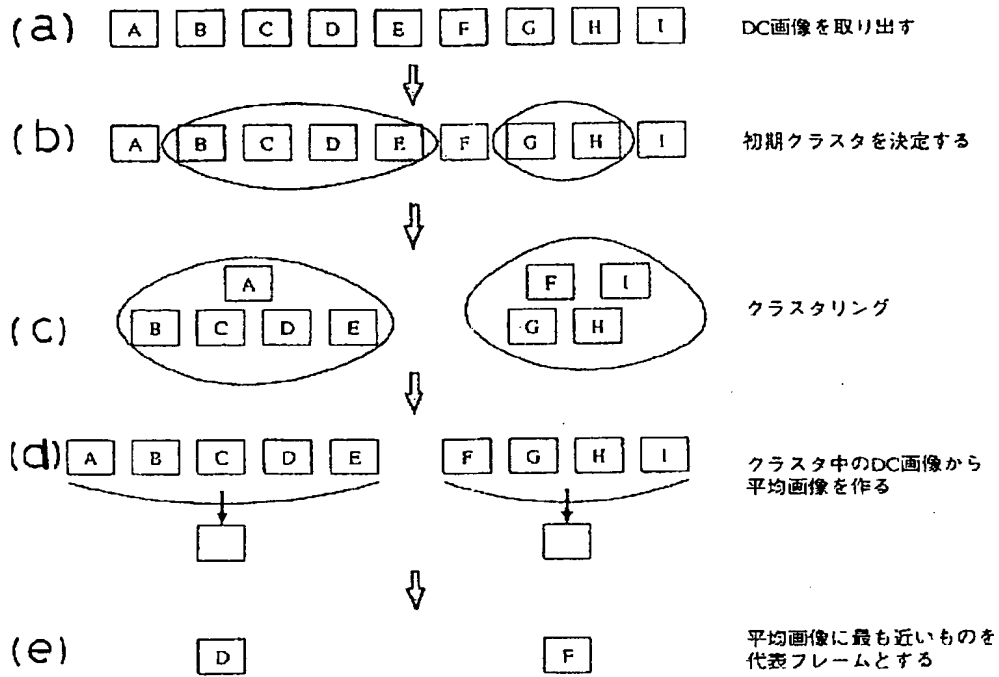 (a) A B C D E F G H I DC画像を取り出す
(b) A B C D E F G H I 初期クラスタを決定する
A F I
(c) B C D E G H クラスタリング
(d) A B C D E F G H I クラスタ中のDC画像から
平均画像を作る
(e) D F 平均画像に最も近いものを
代表フレームとする